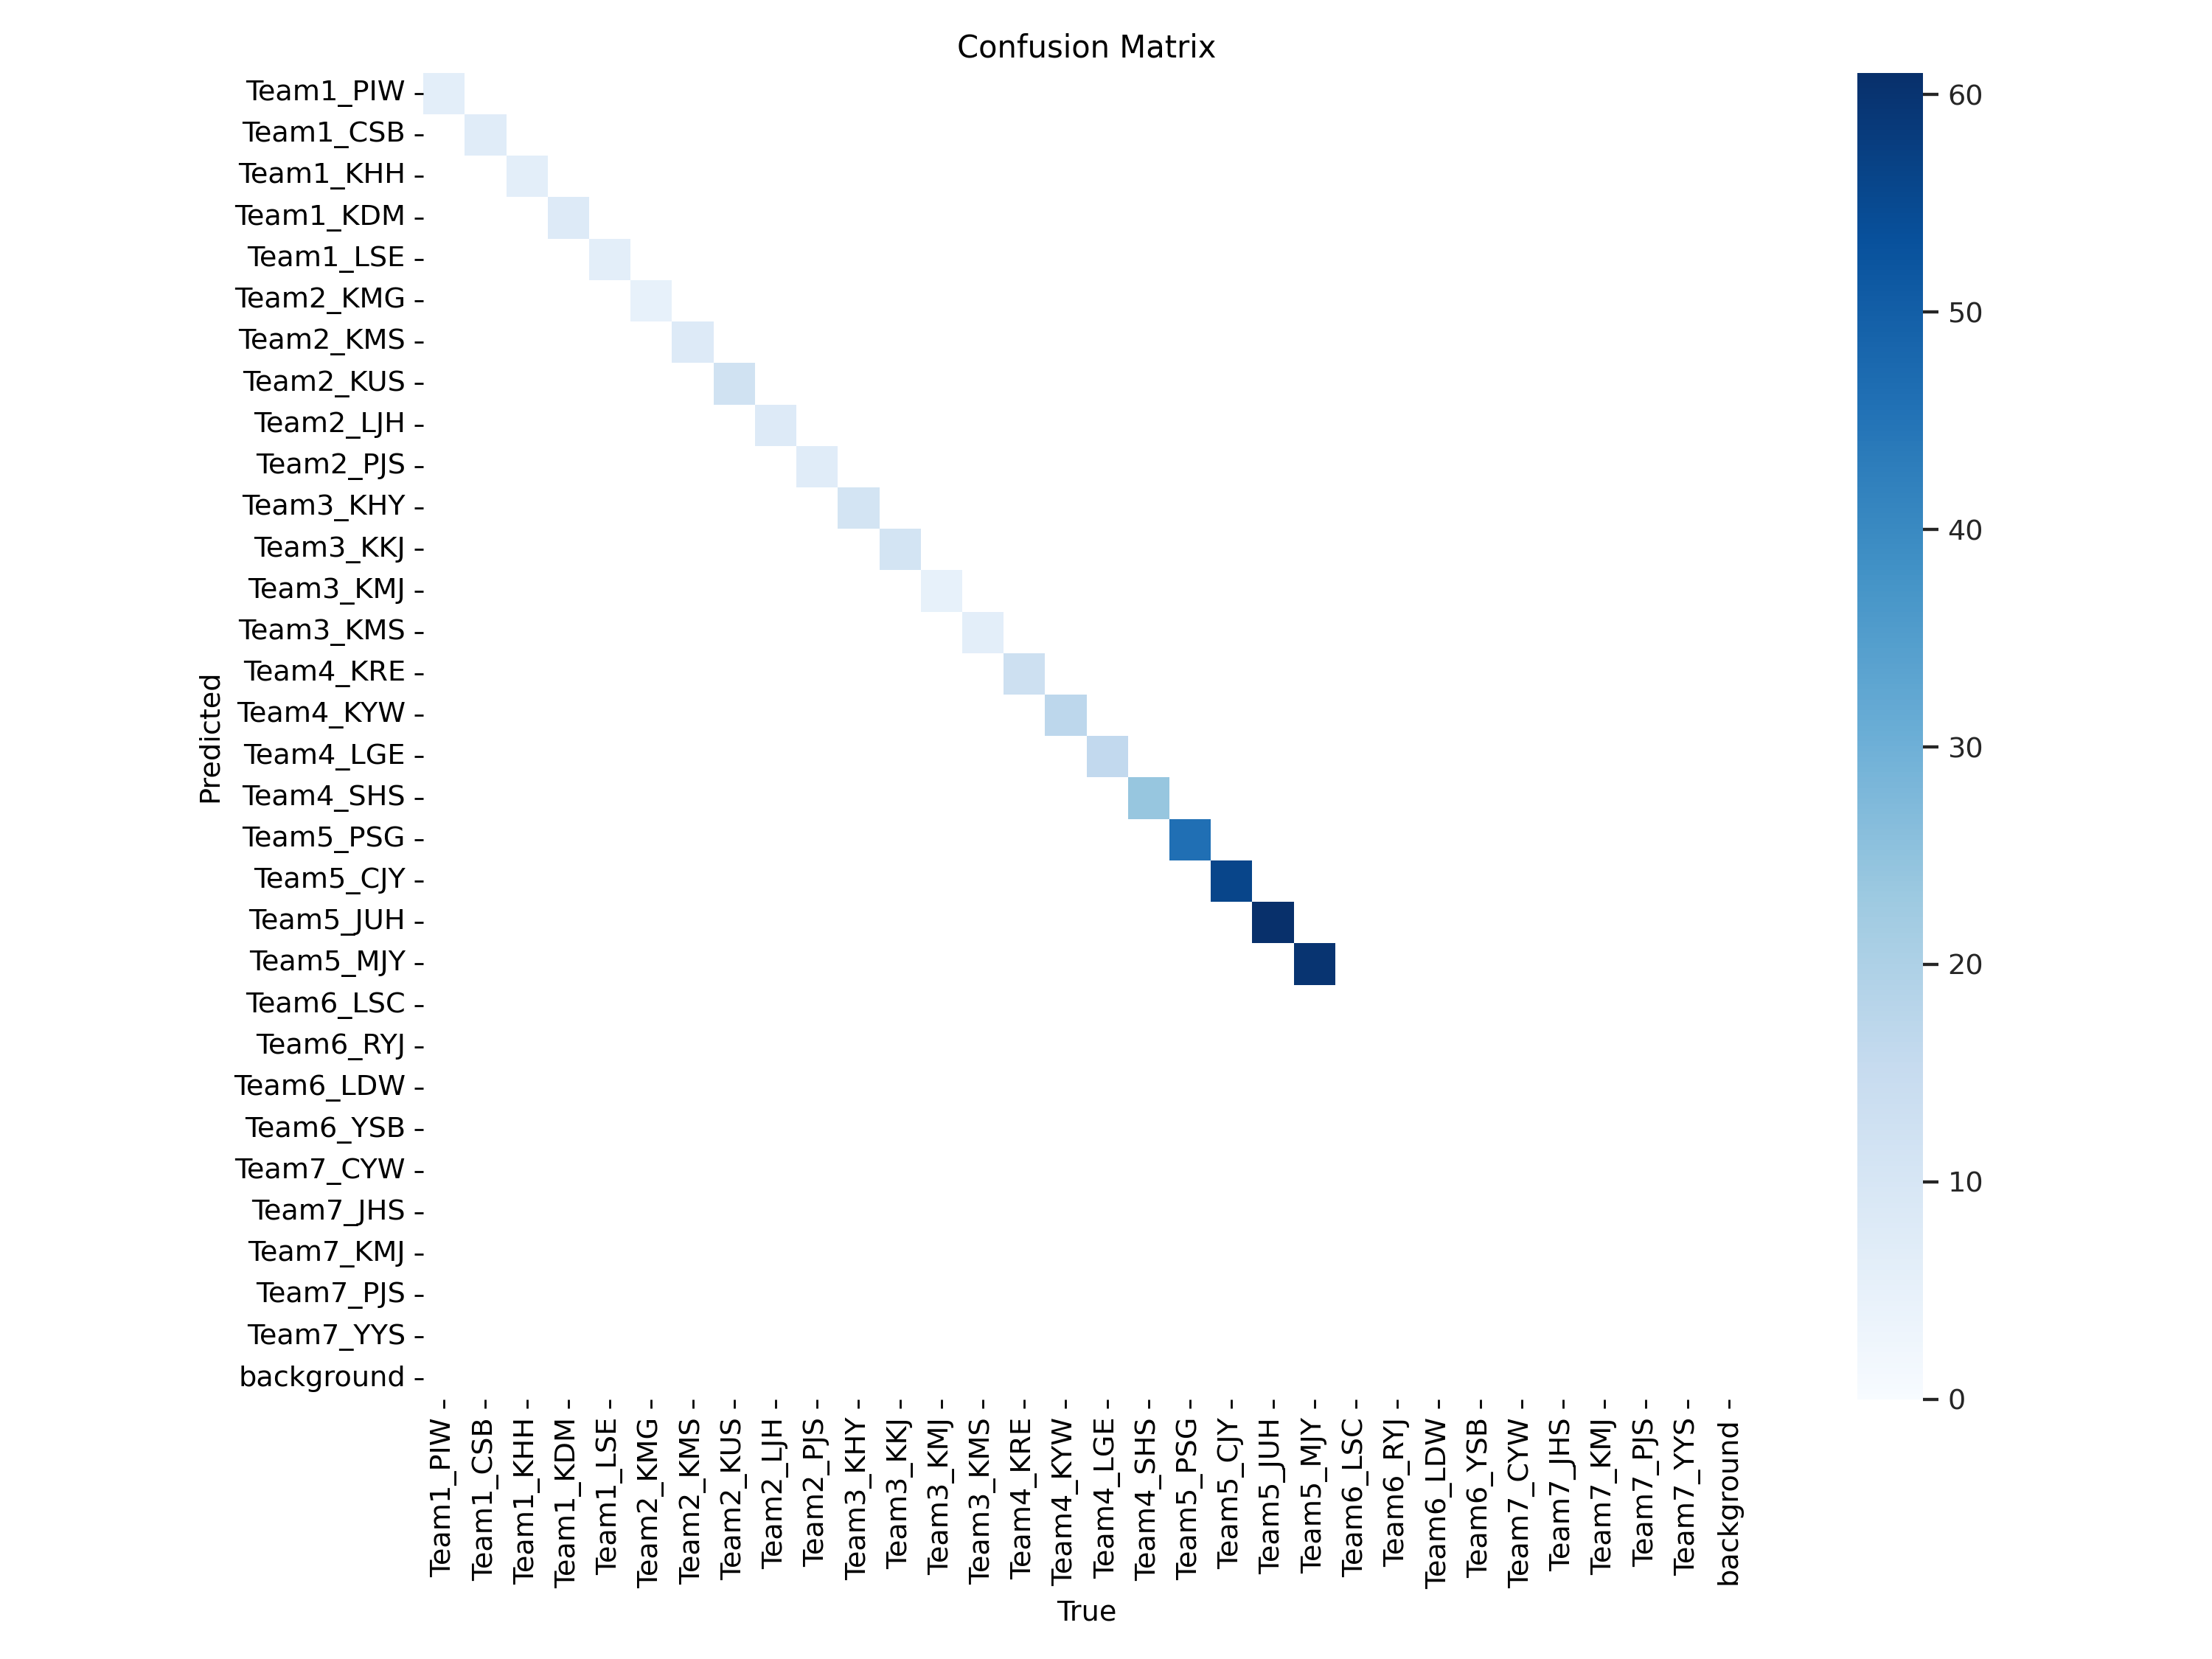 Confusion Matrix
Predicted
Team1_PIW
Team1_CSB
Team1_KHH
Team1_KDM
Team1_LSE
Team2_KMG
Team2_KMS
Team2_KUS
Team2_LJH
Team2_PJS
Team3_KHY
Team3_KKJ
Team3_KMJ
Team3_KMS
Team4_KRE
Team4_KYW
Team4_LGE
Team4_SHS
Team5_PSG
Team5_CJY
Team5_JUH
Team5_MJY
Team6_LSC
Team6_RYJ
Team6_LDW
Team6_YSB
Team7_CYW
Team7_JHS
Team7_KMJ
Team7_PJS
Team7_YYS
background
Team1_PIW
Team1_CSB
Team1_KHH
Team1_KDM
Team1_LSE
Team2_KMG
Team2_KMS
Team2_KUS
Team2_LJH
Team2_PJS
Team3_KHY
Team3_KKJ
Team3_KMJ
Team3_KMS
Team4_KRE
Team4_KYW
Team4_LGE
Team4_SHS
Team5_PSG
Team5_CJY
Team5_JUH
Team5_MJY
Team6_LSC
Team6_RYJ
Team6_LDW
Team6_YSB
Team7_CYW
Team7_JHS
Team7_KMJ
Team7_PJS
Team7_YYS
background
True
60
50
40
30
20
10
0